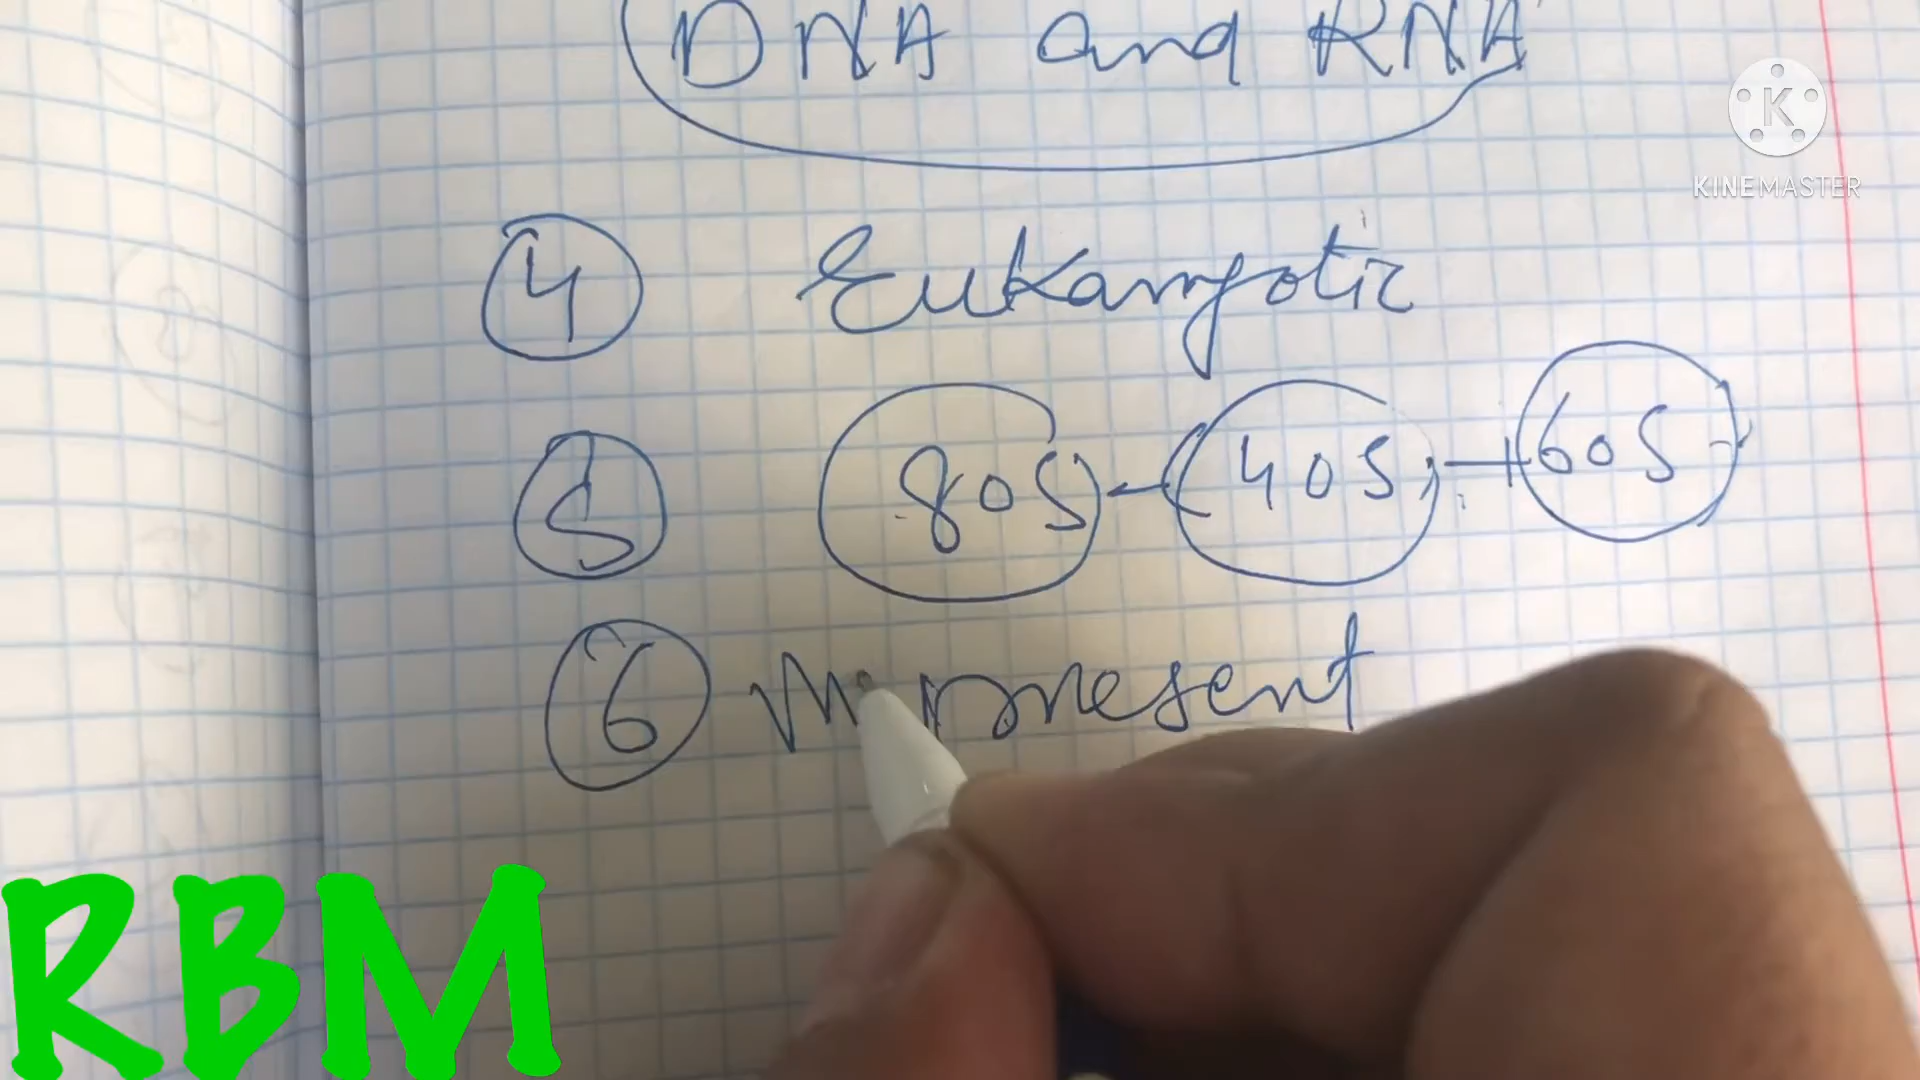 DNA and RNA
KINEMASTER
4 Eukaryotic
5 80S - (40S) - + 60S
6 present
RBM